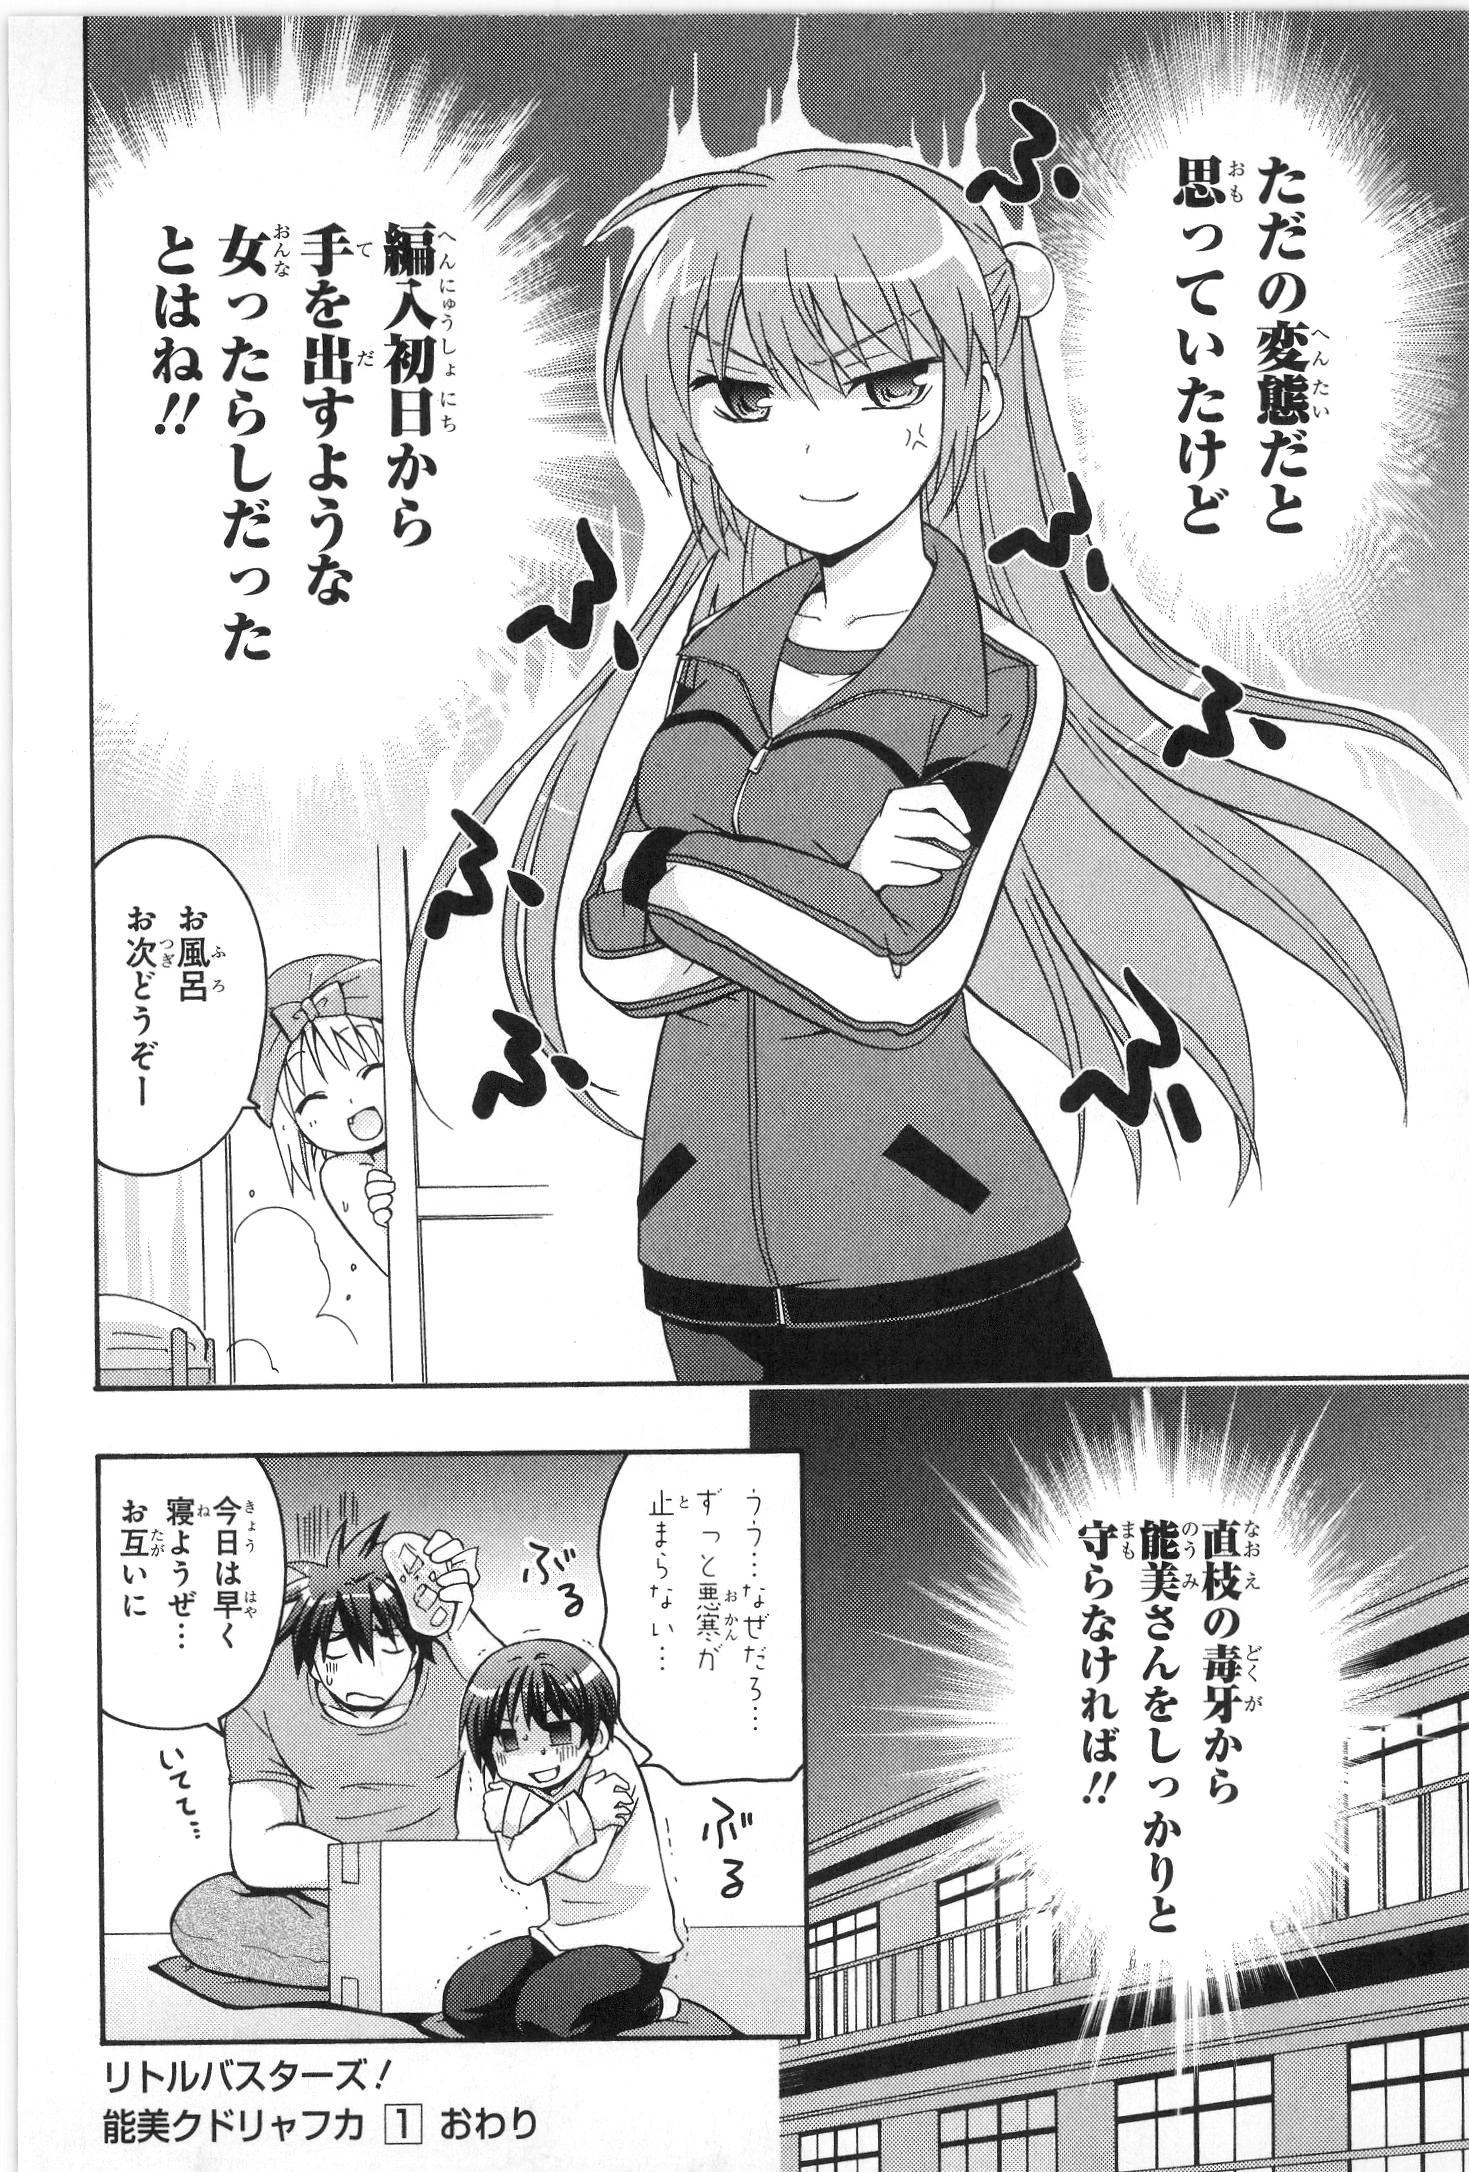 ただの変態だと
思っていたけど
ふ
ふ
ふ
ふ
ふ
ふ
ふ
編入初日から
手を出すような
女ったらしだった
とはね!!
お風呂
お次どうぞー
直枝の毒牙から
能美さんをしっかりと
守らなければ!!
うう…なぜだろ…
ずっと悪寒が
止まらない…
ぶる
ぶる
今日は早く
寝ようぜ…
お互いに
いてて…
リトルバスターズ!
能美クドリャフカ 1 おわり